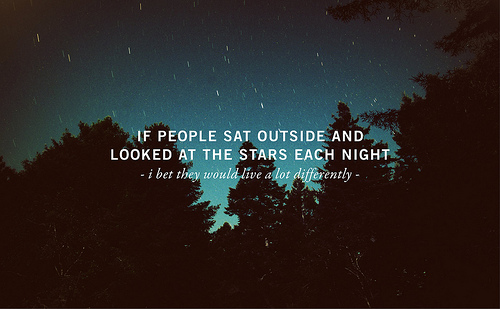 IF PEOPLE SAT OUTSIDE AND
LOOKED AT THE STARS EACH NIGHT
- i bet they would live a lot differently -